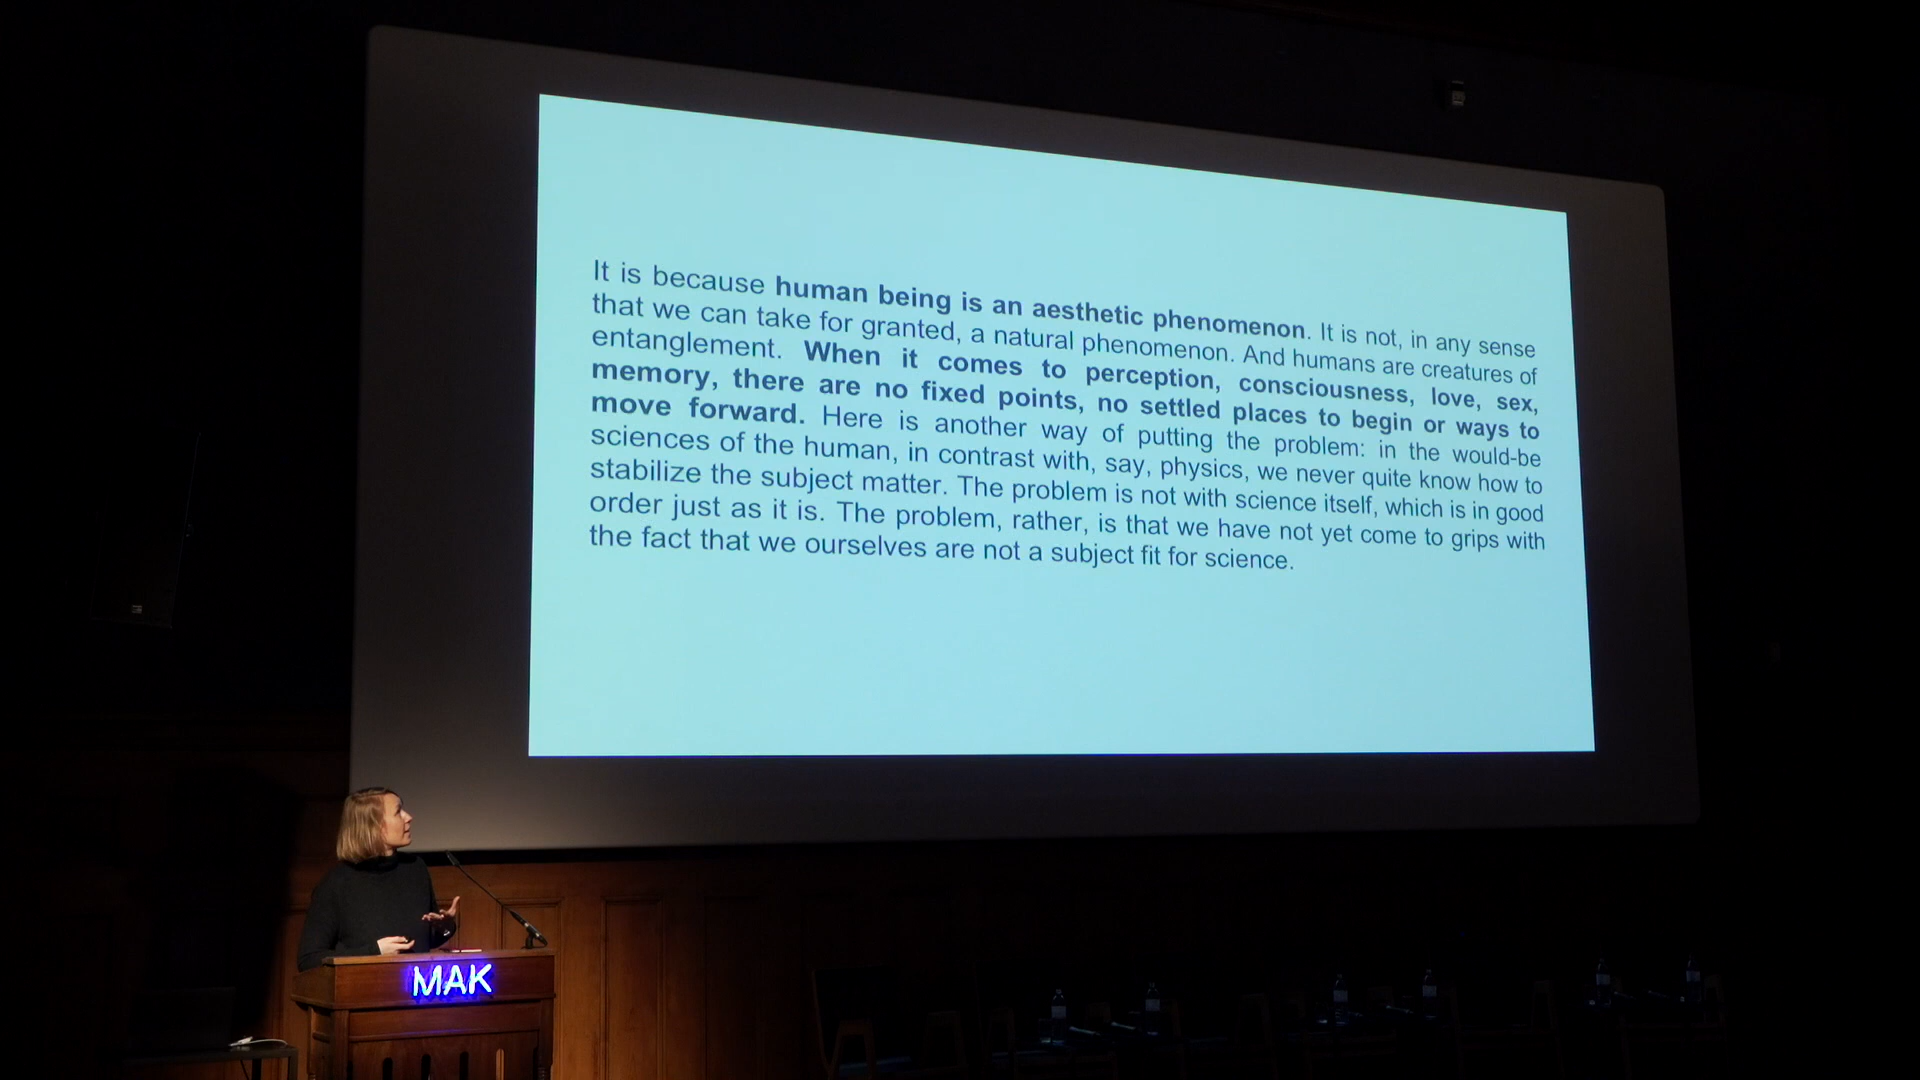 It is because human being is an aesthetic phenomenon. It is not, in any sense
that we can take for granted, a natural phenomenon. And humans are creatures of
entanglement. When it comes to perception, consciousness, love, sex,
memory, there are no fixed points, no settled places to begin or ways to
move forward. Here is another way of putting the problem: in the would-be
sciences of the human, in contrast with, say, physics, we never quite know how to
stabilize the subject matter. The problem is not with science itself, which is in good
order just as it is. The problem, rather, is that we have not yet come to grips with
the fact that we ourselves are not a subject fit for science.
MAK